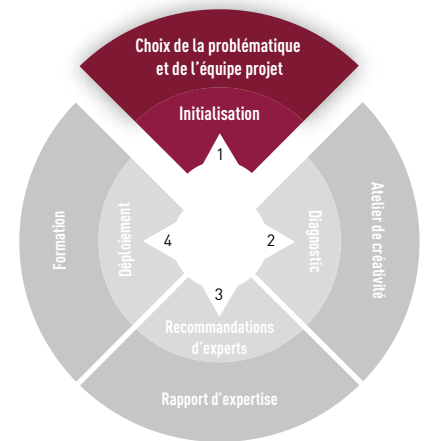 Choix de la problématique
et de l'équipe projet
Initialisation
1
Atelier de créativité
Diagnostic
2
3
Recommandations
d'experts
Rapport d'expertise
4
Déploiement
Formation